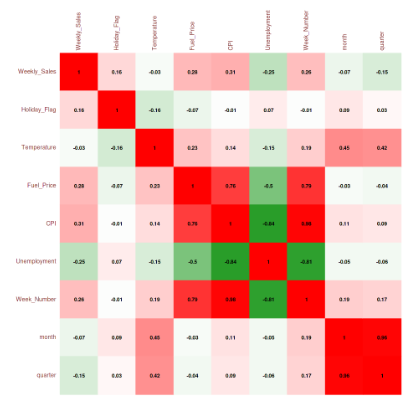 Weekly_Sales Holiday_Flag Temperature Fuel_Price CPI Unemployment Week_Number month quarter
Weekly_Sales 1 0.16 -0.03 0.28 0.31 -0.25 0.26 -0.07 -0.15
Holiday_Flag 0.16 1 -0.16 -0.07 -0.01 0.07 -0.01 0.09 0.03
Temperature -0.03 -0.16 1 0.23 0.14 -0.15 0.19 0.45 0.42
Fuel_Price 0.28 -0.07 0.23 1 0.76 -0.5 0.79 -0.03 -0.04
CPI 0.31 -0.01 0.14 0.76 1 -0.84 0.11 0.09
Unemployment -0.25 0.07 -0.15 -0.5 -0.84 1 -0.81 -0.05 -0.06
Week_Number 0.26 -0.01 0.19 0.79 -0.81 1 0.19 0.17
month -0.07 0.09 0.45 -0.03 0.11 -0.05 0.19 1
quarter -0.15 0.03 0.42 -0.04 0.09 -0.06 0.17 1